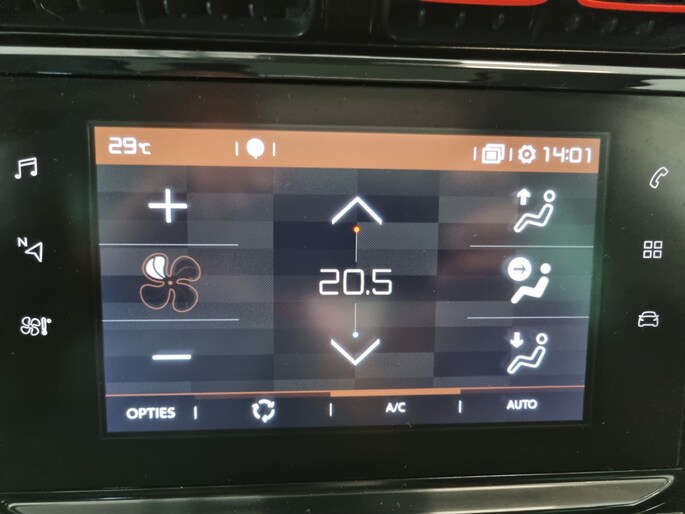 29°C
14:01
N
20.5
OPTIES
A/C
AUTO